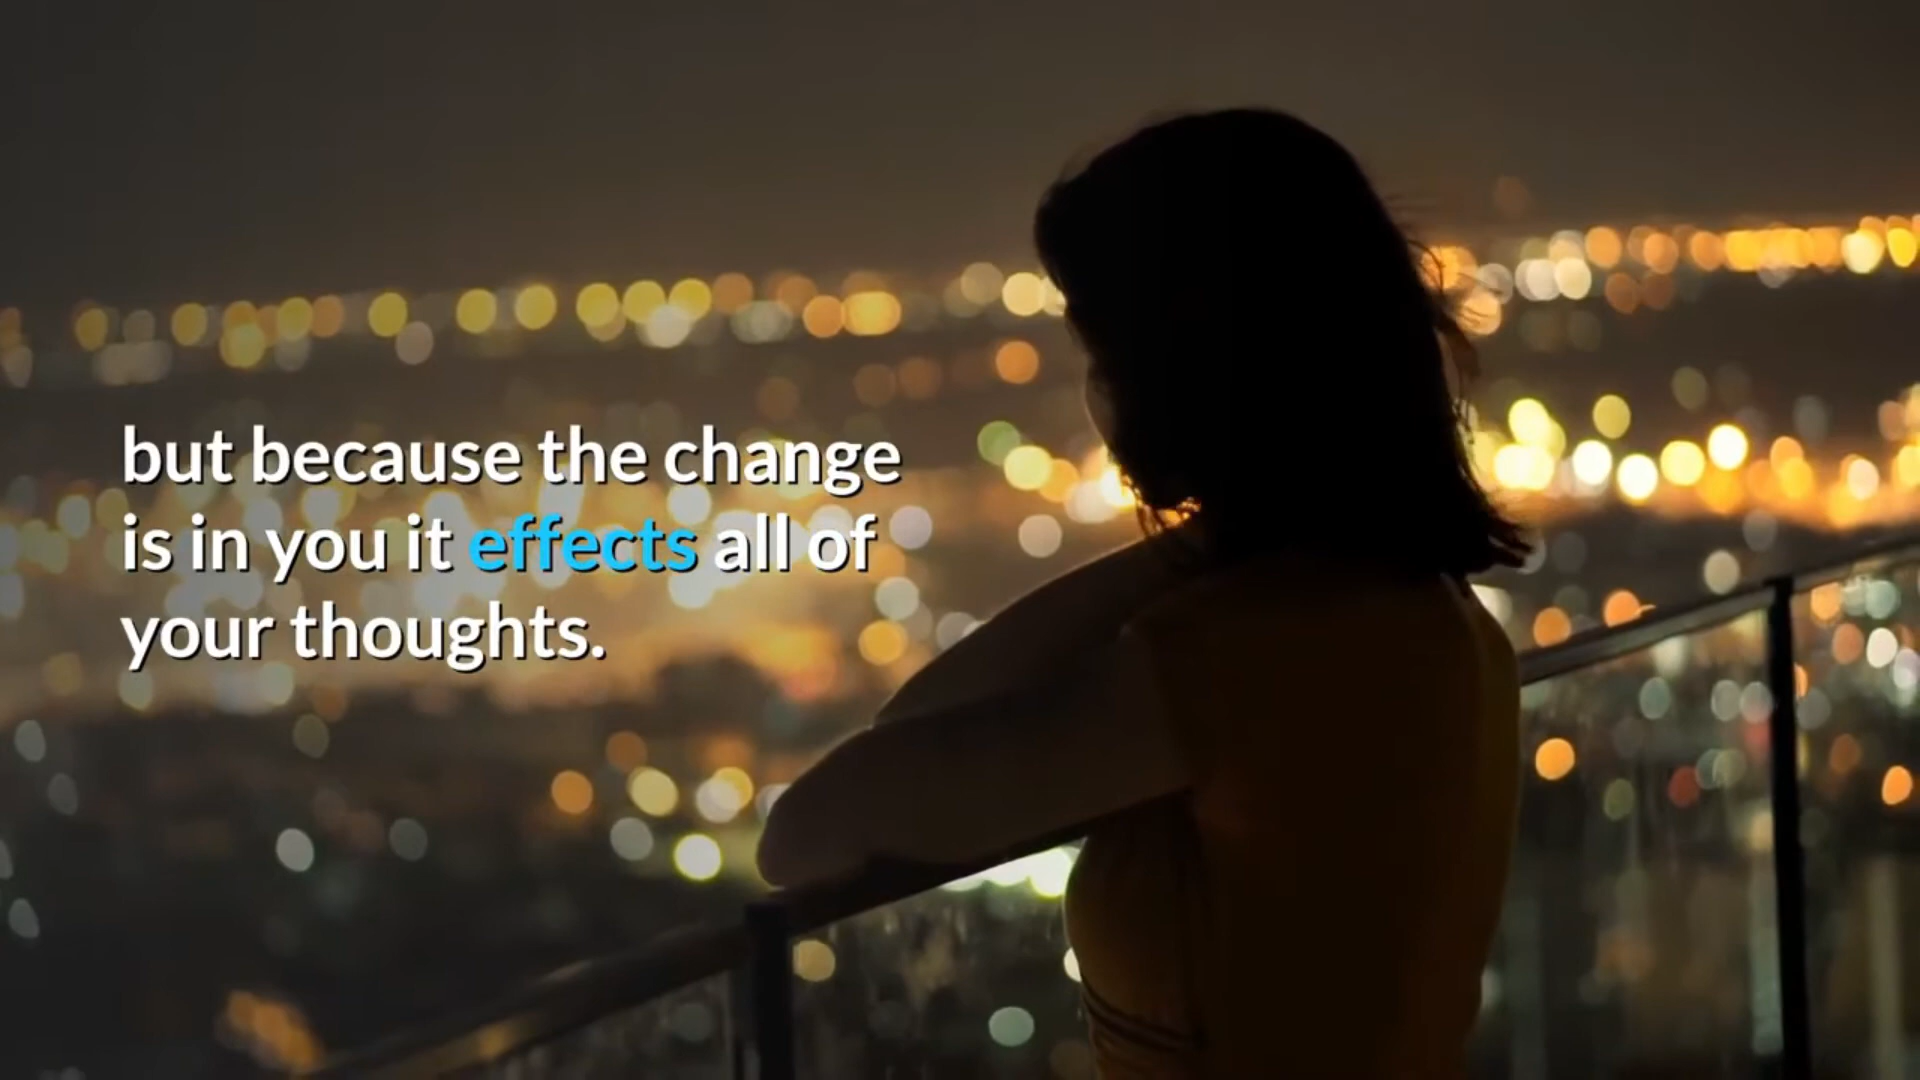 but because the change
is in you it effects all of
your thoughts.